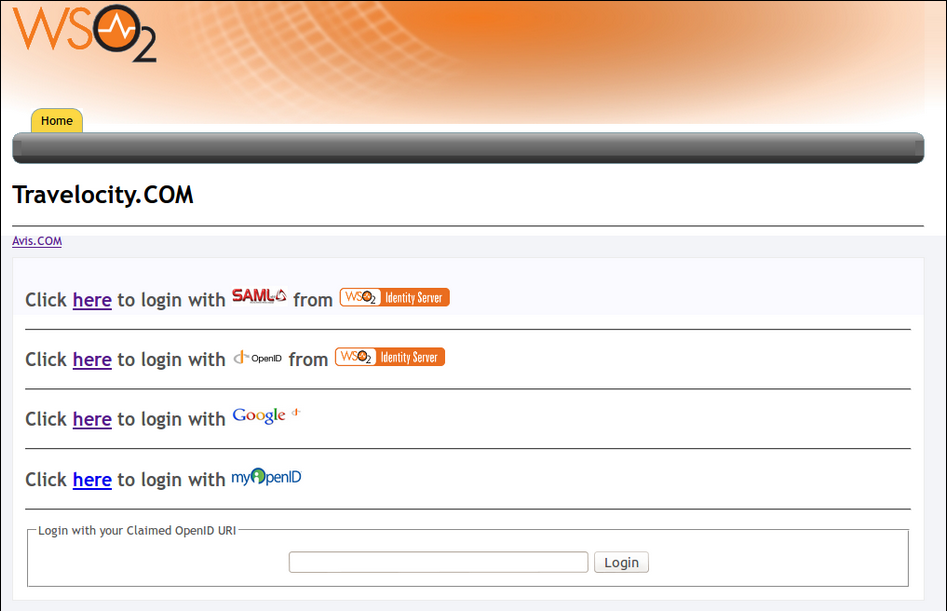 WSO2
Home
Travelocity.COM
Avis.COM
Click here to login with SAML from WSO2 Identity Server
Click here to login with OpenID from WSO2 Identity Server
Click here to login with Google
Click here to login with myOpenID
Login with your Claimed OpenID URI
Login